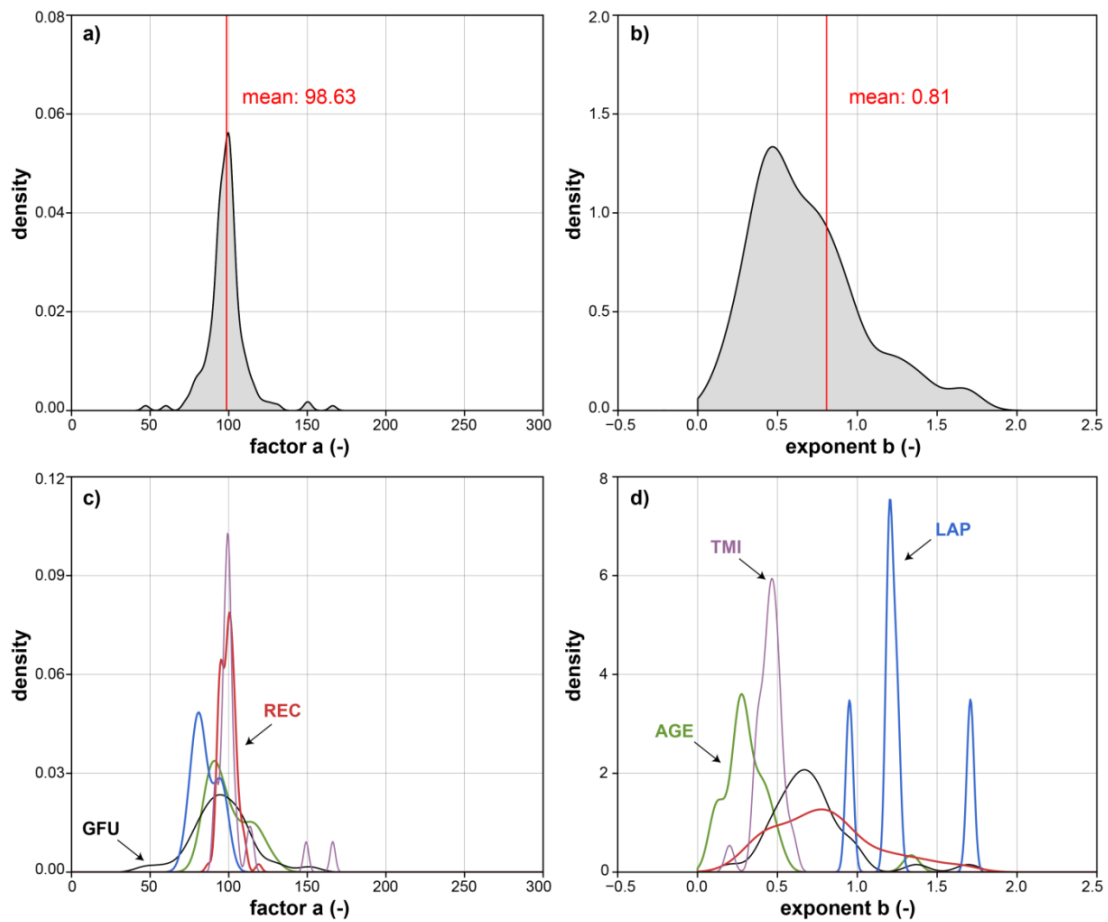 a)
mean: 98.63
density
0.08
0.06
0.04
0.02
0.00
0
50
100
150
200
250
300
factor a (-)
b)
mean: 0.81
density
2.0
1.5
1.0
0.5
0.0
−0.5
0.0
0.5
1.0
1.5
2.0
2.5
exponent b (-)
c)
REC
GFU
density
0.12
0.09
0.06
0.03
0.00
0
50
100
150
200
250
300
factor a (-)
d)
LAP
TMI
AGE
density
8
6
4
2
0
−0.5
0.0
0.5
1.0
1.5
2.0
2.5
exponent b (-)